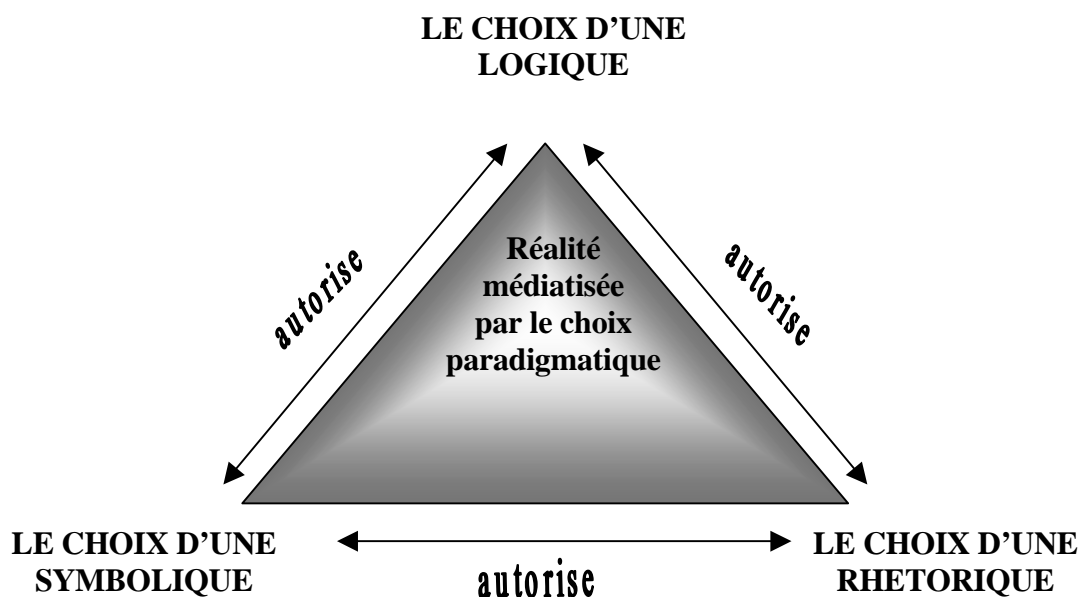 LE CHOIX D’UNE
LOGIQUE
autorise
autorise
Réalité
médiatisée
par le choix
paradigmatique
LE CHOIX D’UNE
SYMBOLIQUE
autorise
LE CHOIX D’UNE
RHETORIQUE